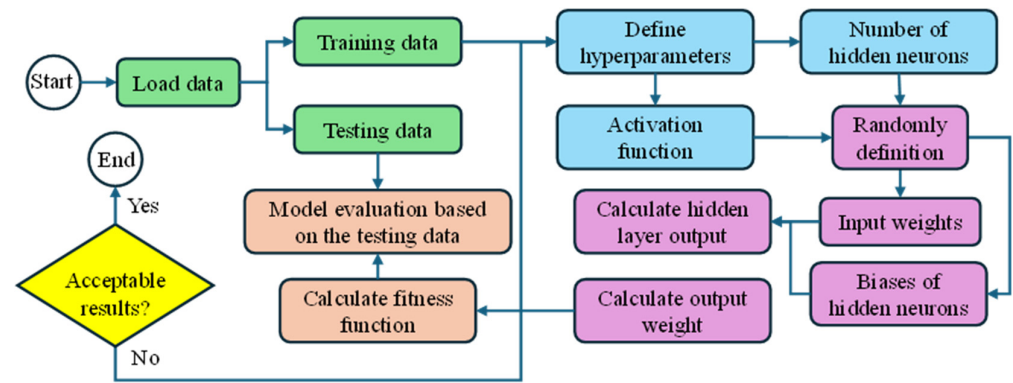 Start
Load data
Training data
Testing data
Define
hyperparameters
Number of
hidden neurons
Activation
function
Randomly
definition
Input weights
Biases of
hidden neurons
Calculate hidden
layer output
Calculate output
weight
Calculate fitness
function
Model evaluation based
on the testing data
Acceptable
results?
Yes
No
End